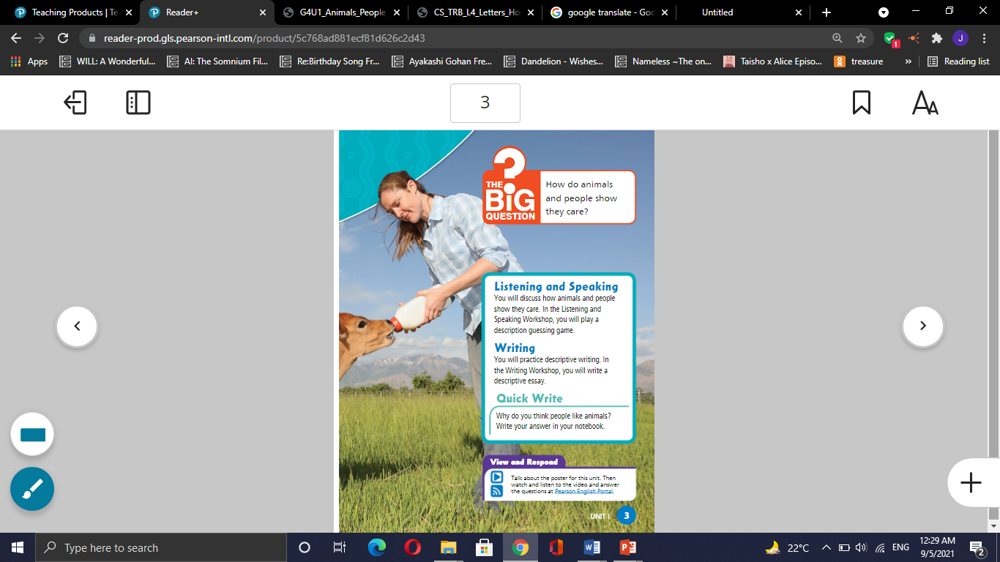 Teaching Products | Te
Reader+
G4U1_Animals_People
CS_TRB_L4_Letters_Ho
google translate - Goo
Untitled
reader-prod.gls.pearson-intl.com/product/5c768ad881ecf81d626c2d43
1
J
Apps
WILL: A Wonderful...
AI: The Somnium Fil...
Re:Birthday Song Fr...
Ayakashi Gohan Fre...
Dandelion - Wishes...
Nameless ~The on...
Taisho x Alice Episo...
treasure
»
Reading list
3
AA
?
THE
BiG
QUESTION
How do animals
and people show
they care?
Listening and Speaking
You will discuss how animals and people
show they care. In the Listening and
Speaking Workshop, you will play a
description guessing game.
Writing
You will practice descriptive writing. In
the Writing Workshop, you will write a
descriptive essay.
Quick Write
Why do you think people like animals?
Write your answer in your notebook.
View and Respond
Talk about the poster for this unit. Then
watch and listen to the video and answer
the questions at Pearson English Portal.
UNIT 1 3
Type here to search
22°C
ENG
12:29 AM
9/5/2021
2